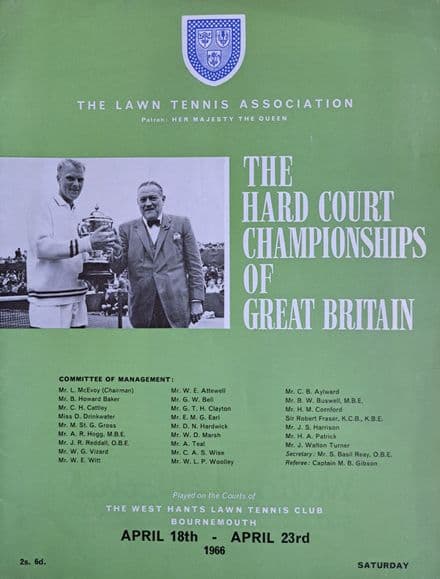 THE LAWN TENNIS ASSOCIATION
Patron: HER MAJESTY THE QUEEN
THE
HARD COURT
CHAMPIONSHIPS
OF
GREAT BRITAIN
COMMITTEE OF MANAGEMENT:
Mr. L. McEvoy (Chairman)
Mr. B. Howard Baker
Mr. C. H. Cattley
Miss O. Drinkwater
Mr. M. St. G. Gross
Mr. A. R. Hogg, M.B.E.
Mr. J. R. Reddall, O.B.E.
Mr. W. G. Vizard
Mr. W. E. Witt
Mr. W. E. Attewell
Mr. G. W. Bell
Mr. G. T. H. Clayton
Mr. E. M. G. Earl
Mr. D. N. Hardwick
Mr. W. D. Marsh
Mr. A. Teal
Mr. C. A. S. Wise
Mr. W. L. P. Woolley
Mr. C. B. Aylward
Mr. B. W. Buswell, M.B.E.
Mr. H. M. Cornford
Sir Robert Fraser, K.C.B., K.B.E.
Mr. J. S. Harrison
Mr. H. A. Patrick
Mr. J. Walton Turner
Secretary: Mr. S. Basil Reay, O.B.E.
Referee: Captain M. B. Gibson
Played on the Courts of
THE WEST HANTS LAWN TENNIS CLUB
BOURNEMOUTH
APRIL 18th - APRIL 23rd
1966
2s. 6d.
SATURDAY